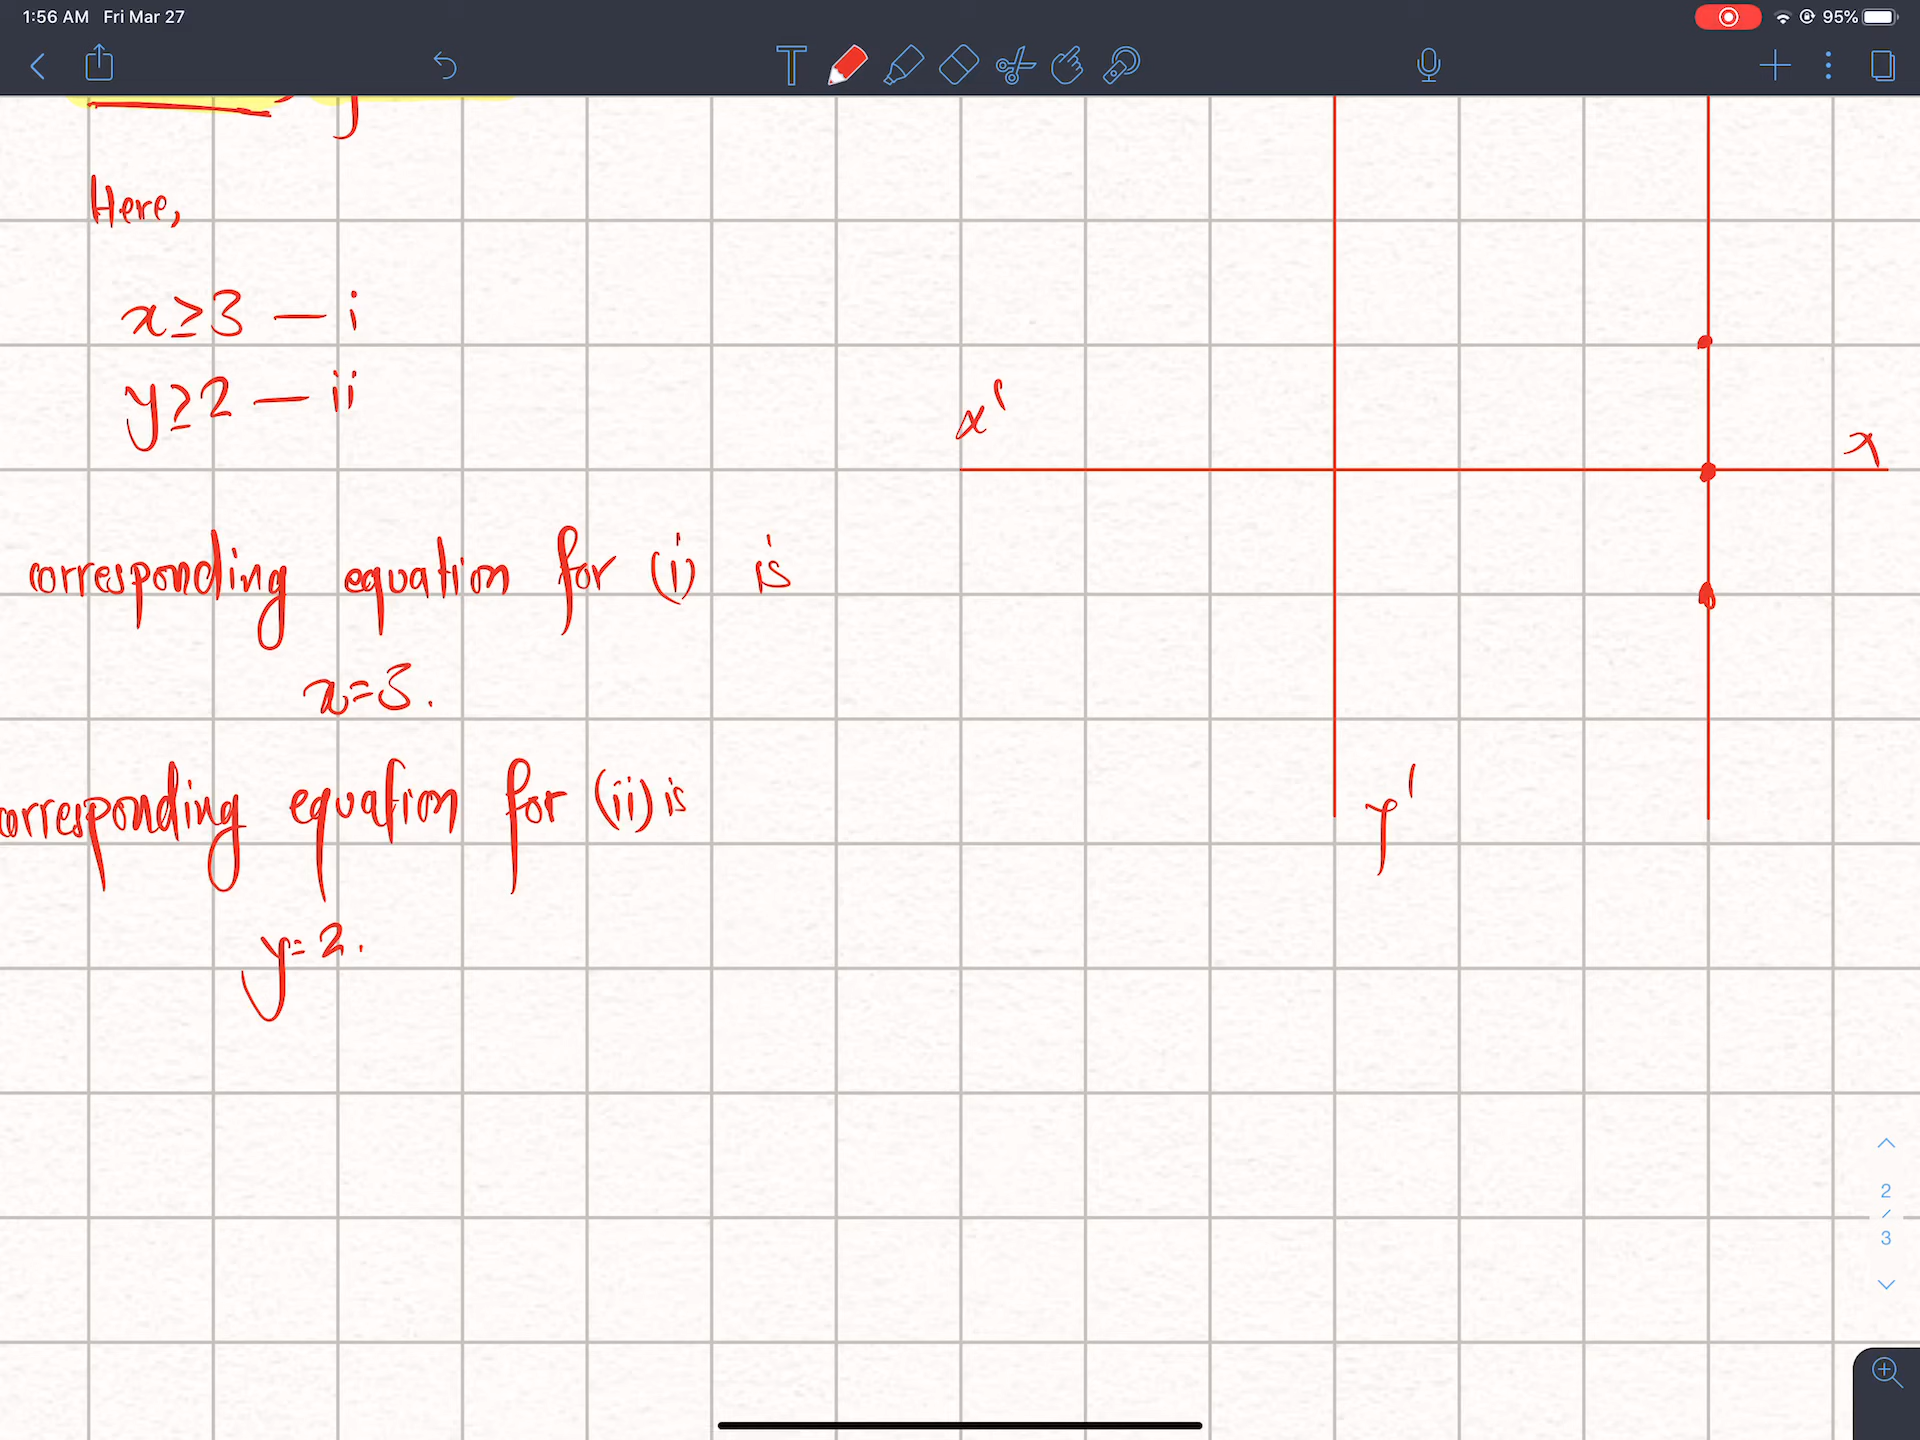 1:56 AM Fri Mar 27
95%
Here,
x≥3 — i
y≥2 — ii
corresponding equation for (i) is
x=3.
corresponding equation for (ii) is
y=2.
x'
x
y'
2
/
3